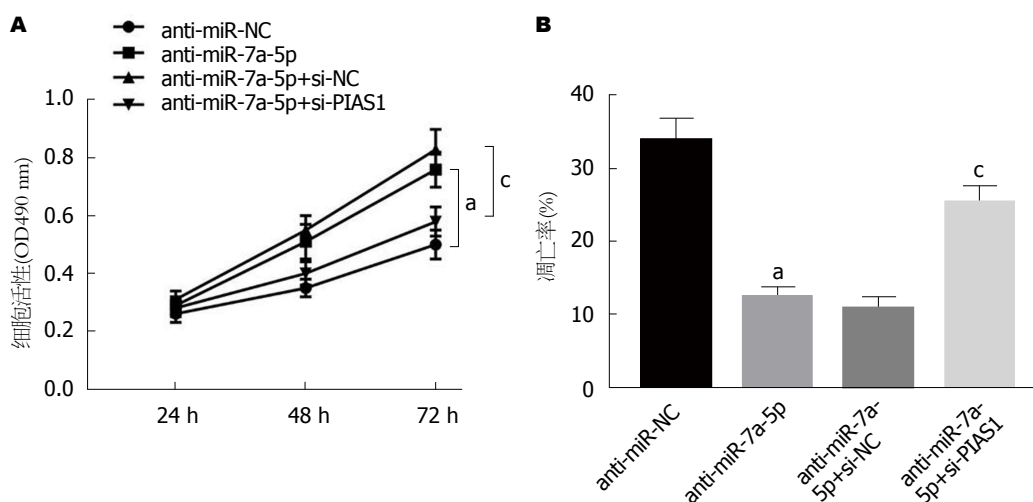 A
anti-miR-NC
anti-miR-7a-5p
anti-miR-7a-5p+si-NC
anti-miR-7a-5p+si-PIAS1
1.0
0.8
0.6
0.4
0.2
0.0
细胞活性(OD490 nm)
a
c
24 h
48 h
72 h
B
40
30
20
10
0
凋亡率(%)
a
c
anti-miR-NC
anti-miR-7a-5p
anti-miR-7a-
5p+si-NC
anti-miR-7a-
5p+si-PIAS1